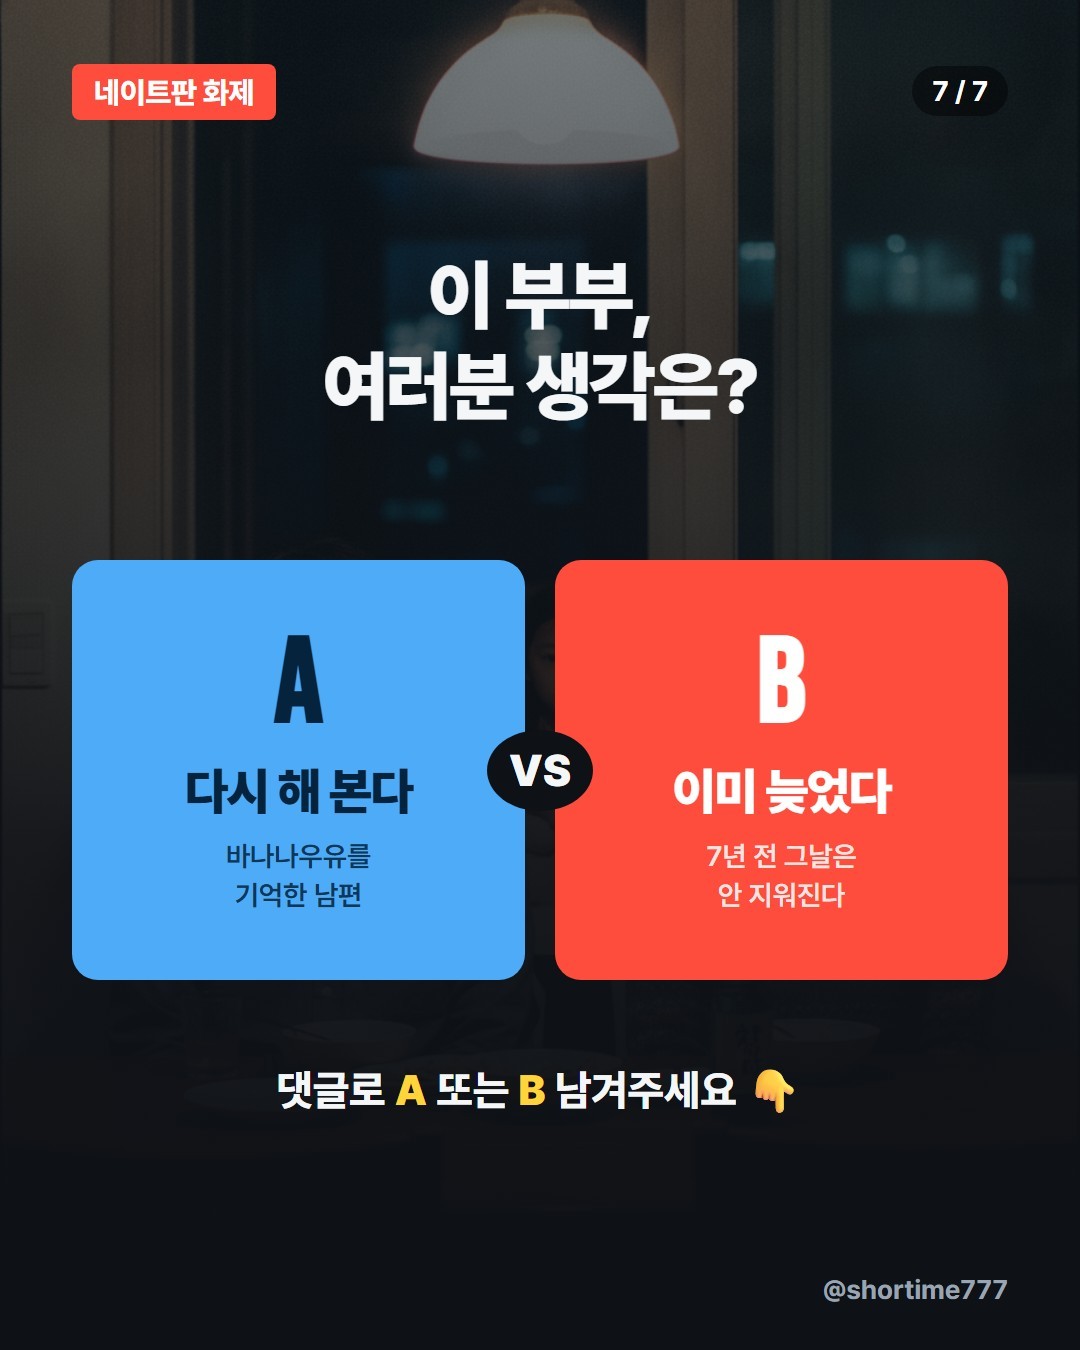 네이트판 화제
7 / 7
이 부부,
여러분 생각은?
A
다시 해 본다
바나나우유를
기억한 남편
VS
B
이미 늦었다
7년 전 그날은
안 지워진다
댓글로 A 또는 B 남겨주세요 👇
@shortime777